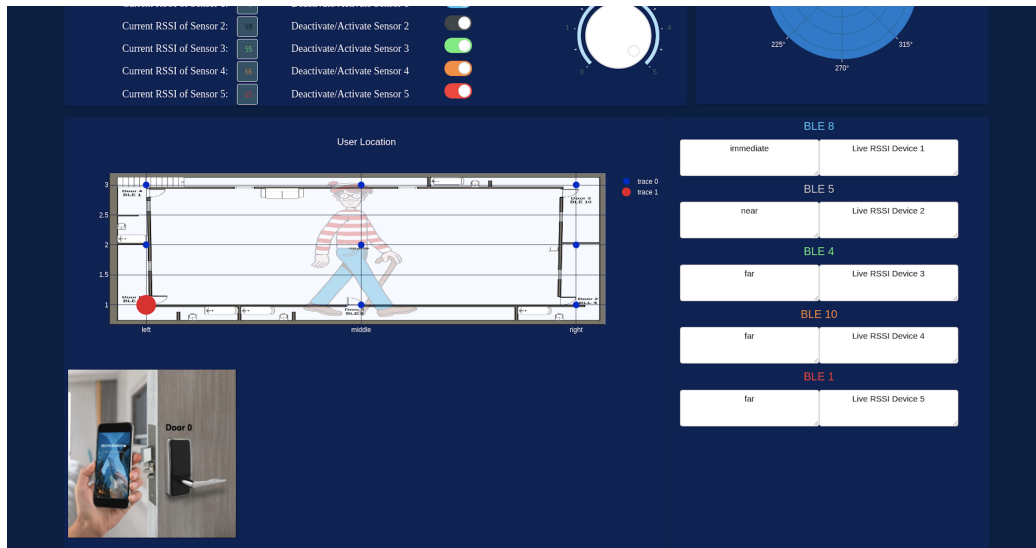 Current RSSI of Sensor 2:
Deactivate/Activate Sensor 2
Current RSSI of Sensor 3:
55
Deactivate/Activate Sensor 3
Current RSSI of Sensor 4:
Deactivate/Activate Sensor 4
Current RSSI of Sensor 5:
Deactivate/Activate Sensor 5
1
4
0
5
225°
315°
270°
User Location
3
2.5
2
1.5
1
left
middle
right
trace 0
trace 1
Door 4
BLE 1
Door 3
BLE 10
Door 2
BLE 8
immediate
Live RSSI Device 1
BLE 5
near
Live RSSI Device 2
BLE 4
far
Live RSSI Device 3
BLE 10
far
Live RSSI Device 4
BLE 1
far
Live RSSI Device 5
Door 0